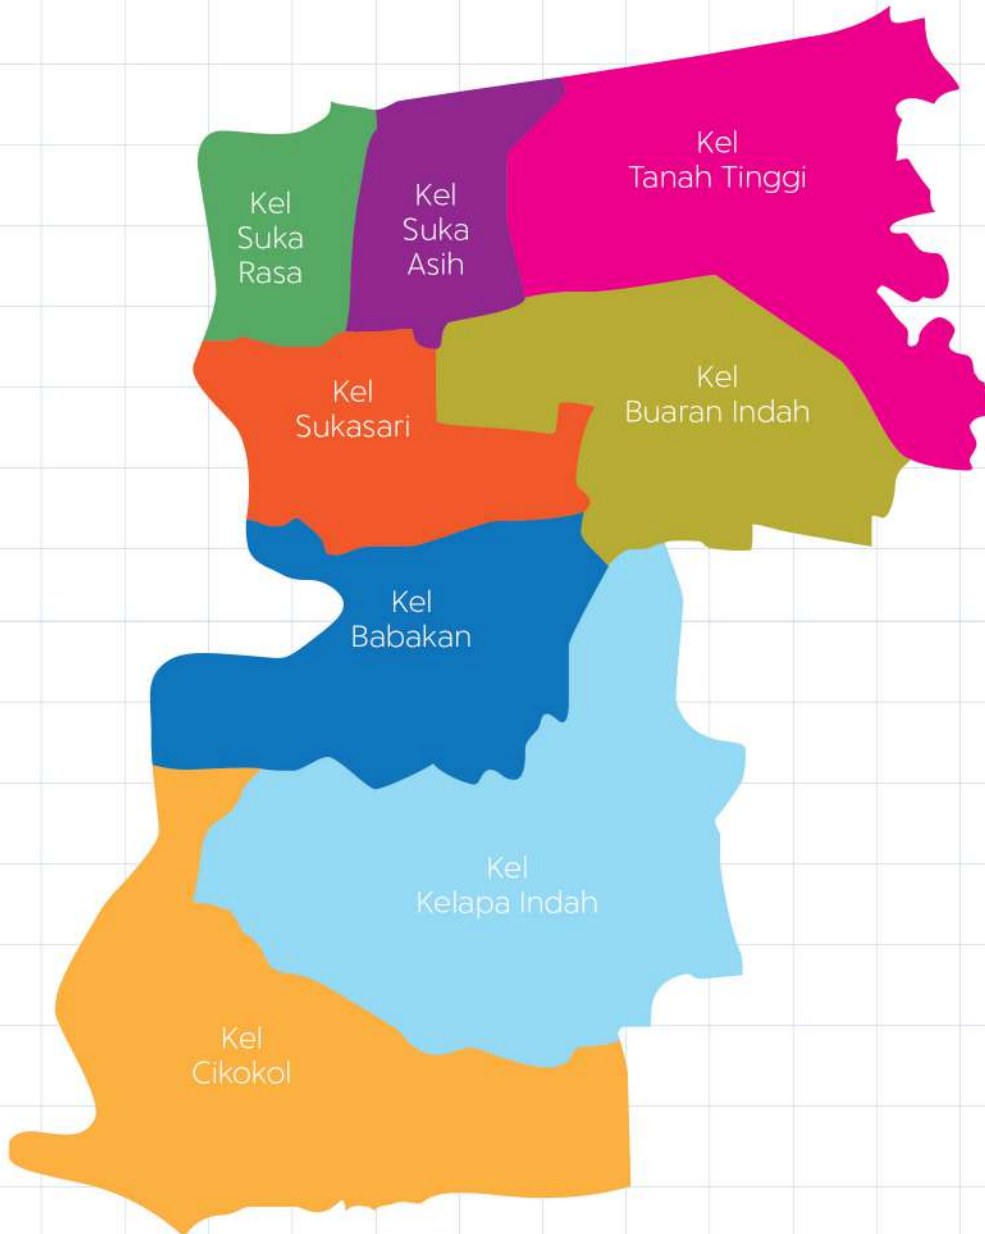 Kel
Tanah Tinggi
Kel
Suka
Rasa
Kel
Suka
Asih
Kel
Sukasari
Kel
Buaran Indah
Kel
Babakan
Kel
Kelapa Indah
Kel
Cikokol